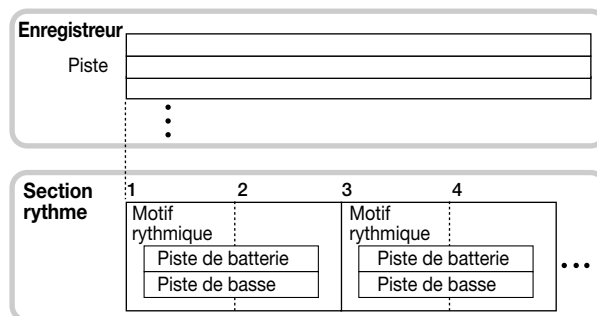 Enregistreur
Piste
Section
rythme
1 2 3 4
Motif
rythmique
Piste de batterie
Piste de basse
Motif
rythmique
Piste de batterie
Piste de basse